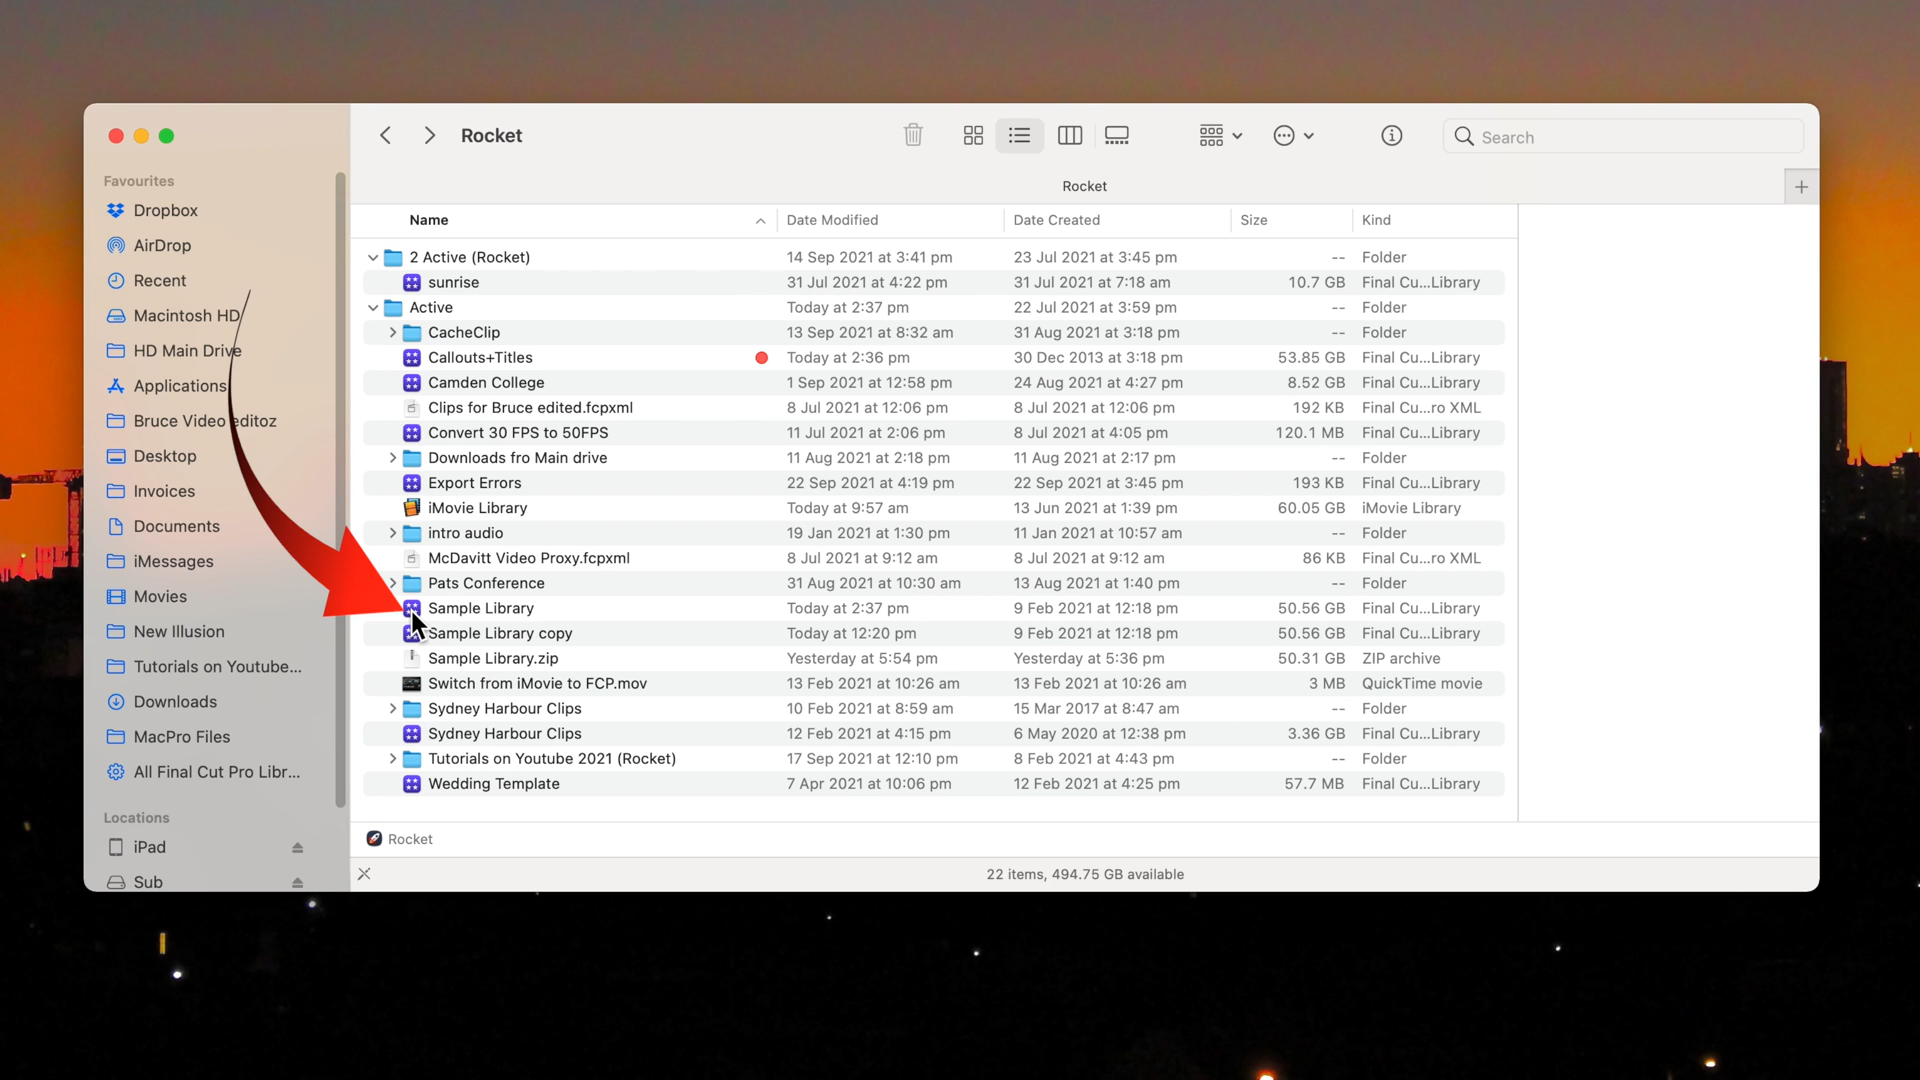 Rocket
Search
Rocket
Favourites
Dropbox
AirDrop
Recent
Macintosh HD
HD Main Drive
Applications
Bruce Video editoz
Desktop
Invoices
Documents
iMessages
Movies
New Illusion
Tutorials on Youtube...
Downloads
MacPro Files
All Final Cut Pro Libr...
Locations
iPad
Sub
Name Date Modified Date Created Size Kind
2 Active (Rocket) 14 Sep 2021 at 3:41 pm 23 Jul 2021 at 3:45 pm -- Folder
sunrise 31 Jul 2021 at 4:22 pm 31 Jul 2021 at 7:18 am 10.7 GB Final Cu...Library
Active Today at 2:37 pm 22 Jul 2021 at 3:59 pm -- Folder
CacheClip 13 Sep 2021 at 8:32 am 31 Aug 2021 at 3:18 pm -- Folder
Callouts+Titles Today at 2:36 pm 30 Dec 2013 at 3:18 pm 53.85 GB Final Cu...Library
Camden College 1 Sep 2021 at 12:58 pm 24 Aug 2021 at 4:27 pm 8.52 GB Final Cu...Library
Clips for Bruce edited.fcpxml 8 Jul 2021 at 12:06 pm 8 Jul 2021 at 12:06 pm 192 KB Final Cu...ro XML
Convert 30 FPS to 50FPS 11 Jul 2021 at 2:06 pm 8 Jul 2021 at 4:05 pm 120.1 MB Final Cu...Library
Downloads fro Main drive 11 Aug 2021 at 2:18 pm 11 Aug 2021 at 2:17 pm -- Folder
Export Errors 22 Sep 2021 at 4:19 pm 22 Sep 2021 at 3:45 pm 193 KB Final Cu...Library
iMovie Library Today at 9:57 am 13 Jun 2021 at 1:39 pm 60.05 GB iMovie Library
intro audio 19 Jan 2021 at 1:30 pm 11 Jan 2021 at 10:57 am -- Folder
McDavitt Video Proxy.fcpxml 8 Jul 2021 at 9:12 am 8 Jul 2021 at 9:12 am 86 KB Final Cu...ro XML
Pats Conference 31 Aug 2021 at 10:30 am 13 Aug 2021 at 1:40 pm -- Folder
Sample Library Today at 2:37 pm 9 Feb 2021 at 12:18 pm 50.56 GB Final Cu...Library
Sample Library copy Today at 12:20 pm 9 Feb 2021 at 12:18 pm 50.56 GB Final Cu...Library
Sample Library.zip Yesterday at 5:54 pm Yesterday at 5:36 pm 50.31 GB ZIP archive
Switch from iMovie to FCP.mov 13 Feb 2021 at 10:26 am 13 Feb 2021 at 10:26 am 3 MB QuickTime movie
Sydney Harbour Clips 10 Feb 2021 at 8:59 am 15 Mar 2017 at 8:47 am -- Folder
Sydney Harbour Clips 12 Feb 2021 at 4:15 pm 6 May 2020 at 12:38 pm 3.36 GB Final Cu...Library
Tutorials on Youtube 2021 (Rocket) 17 Sep 2021 at 12:10 pm 8 Feb 2021 at 4:43 pm -- Folder
Wedding Template 7 Apr 2021 at 10:06 pm 12 Feb 2021 at 4:25 pm 57.7 MB Final Cu...Library
Rocket
22 items, 494.75 GB available